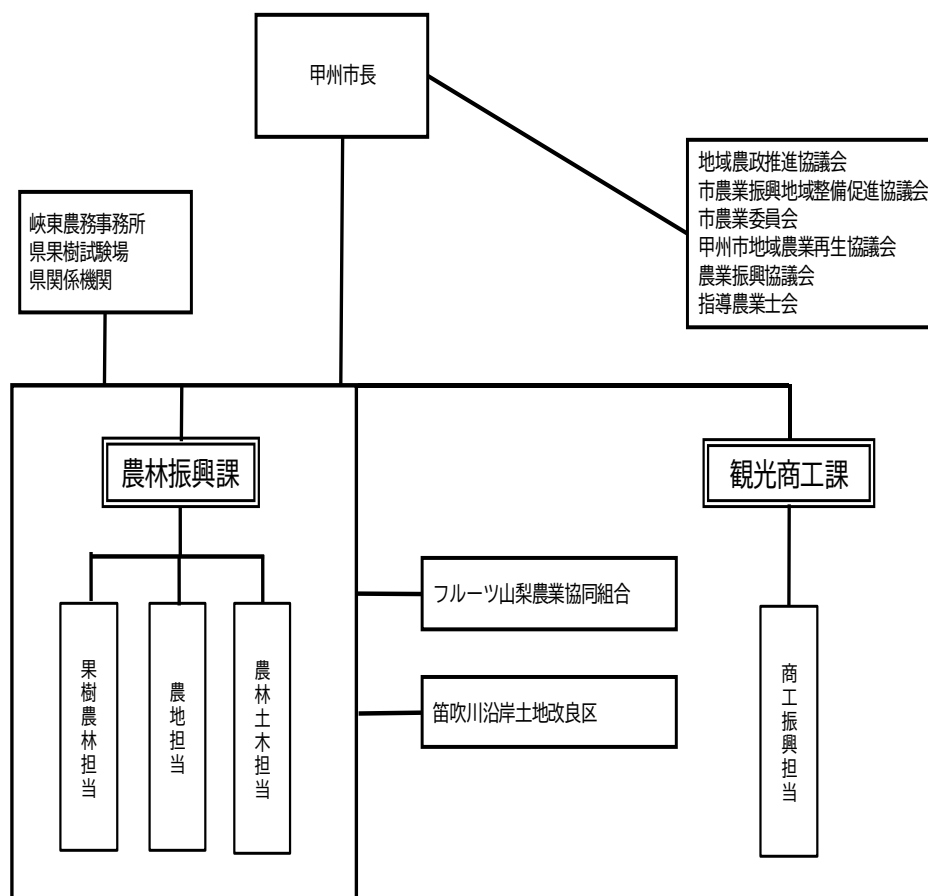 甲州市長
地域農政推進協議会
市農業振興地域整備促進協議会
市農業委員会
甲州市地域農業再生協議会
農業振興協議会
指導農業士会
峡東農務事務所
県果樹試験場
県関係機関
農林振興課
観光商工課
フルーツ山梨農業協同組合
笛吹川沿岸土地改良区
果樹農林担当
農地担当
農林土木担当
商工振興担当